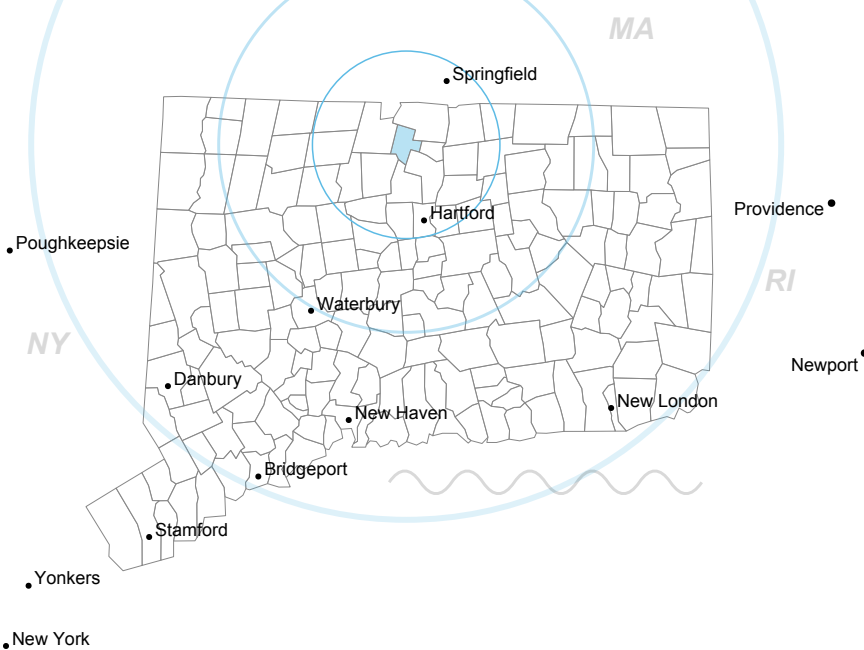 MA
Springfield
Providence
Hartford
Poughkeepsie
RI
Waterbury
NY
Newport
Danbury
New London
New Haven
Bridgeport
Stamford
Yonkers
New York